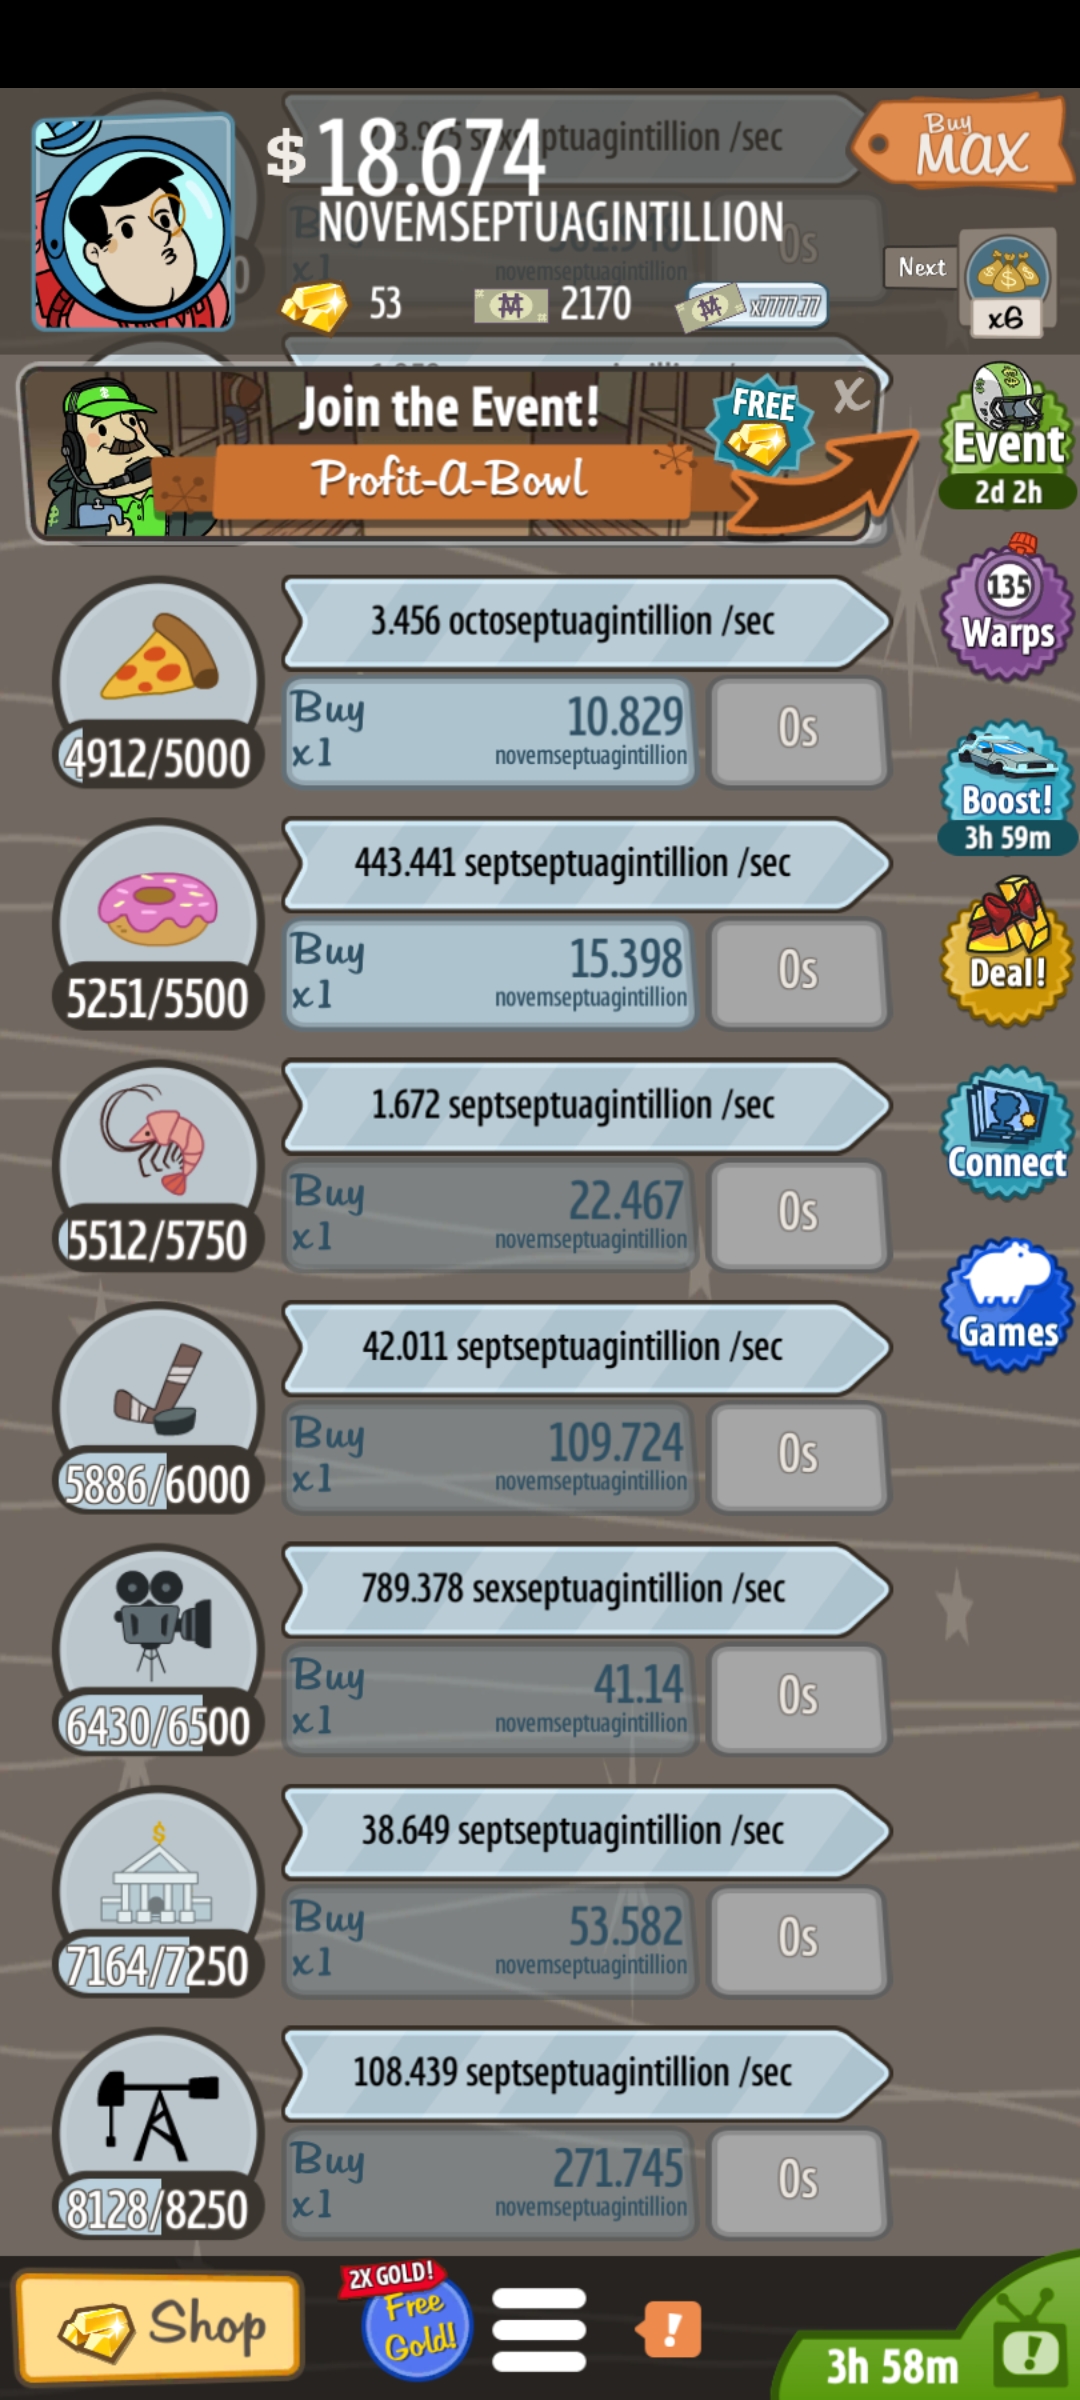 $ 18.674
NOVEMSEPTUAGINTILLION
53
2170
x7777.77
Buy
MAX
Next
x6
novemseptuagintillion
0s
Join the Event!
Profit-A-Bowl
FREE
X
Event
2d 2h
135
Warps
3.456 octoseptuagintillion /sec
Buy
x1
10.829
novemseptuagintillion
0s
4912/5000
Boost!
3h 59m
443.441 septseptuagintillion /sec
Buy
x1
15.398
novemseptuagintillion
0s
5251/5500
Deal!
1.672 septseptuagintillion /sec
Buy
x1
22.467
novemseptuagintillion
0s
5512/5750
Connect
Games
42.011 septseptuagintillion /sec
Buy
x1
109.724
novemseptuagintillion
0s
5886/6000
789.378 sexseptuagintillion /sec
Buy
x1
41.14
novemseptuagintillion
0s
6430/6500
38.649 septseptuagintillion /sec
Buy
x1
53.582
novemseptuagintillion
0s
7164/7250
108.439 septseptuagintillion /sec
Buy
x1
271.745
novemseptuagintillion
0s
8128/8250
Shop
2X GOLD!
Free
Gold!
!
3h 58m
!